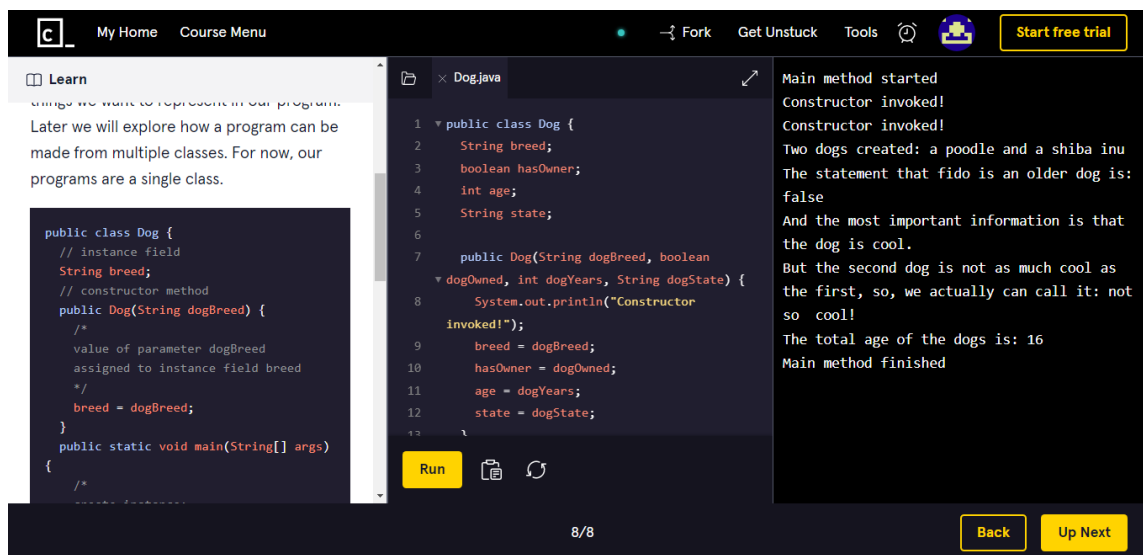 c
My Home Course Menu Fork Get Unstuck Tools Start free trial
Learn
things we want to represent in our program.
Later we will explore how a program can be
made from multiple classes. For now, our
programs are a single class.
public class Dog {
// instance field
String breed;
// constructor method
public Dog(String dogBreed) {
/*
value of parameter dogBreed
assigned to instance field breed
*/
breed = dogBreed;
}
public static void main(String[] args)
{
/*
Dog.java
1 public class Dog {
2 String breed;
3 boolean hasOwner;
4 int age;
5 String state;
6
7 public Dog(String dogBreed, boolean
dogOwned, int dogYears, String dogState) {
8 System.out.println("Constructor
invoked!");
9 breed = dogBreed;
10 hasOwner = dogOwned;
11 age = dogYears;
12 state = dogState;
13 }
Run
Main method started
Constructor invoked!
Constructor invoked!
Two dogs created: a poodle and a shiba inu
The statement that fido is an older dog is:
false
And the most important information is that
the dog is cool.
But the second dog is not as much cool as
the first, so, we actually can call it: not
so  cool!
The total age of the dogs is: 16
Main method finished
8/8
Back Up Next